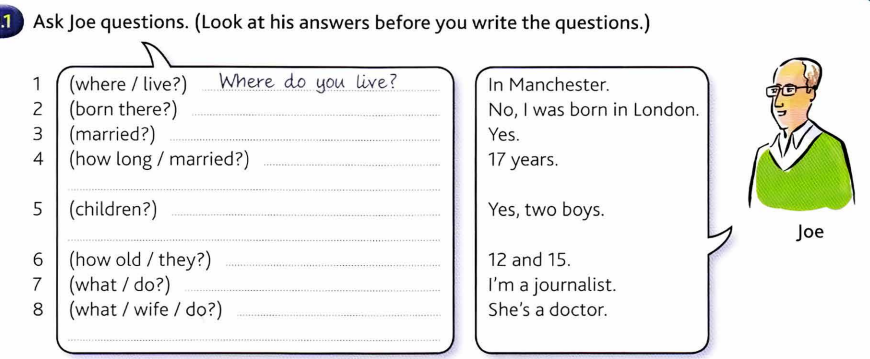 .1 Ask Joe questions. (Look at his answers before you write the questions.)
1 (where / live?) Where do you live? In Manchester.
2 (born there?) No, I was born in London.
3 (married?) Yes.
4 (how long / married?) 17 years.
5 (children?) Yes, two boys.
Joe
6 (how old / they?) 12 and 15.
7 (what / do?) I'm a journalist.
8 (what / wife / do?) She's a doctor.